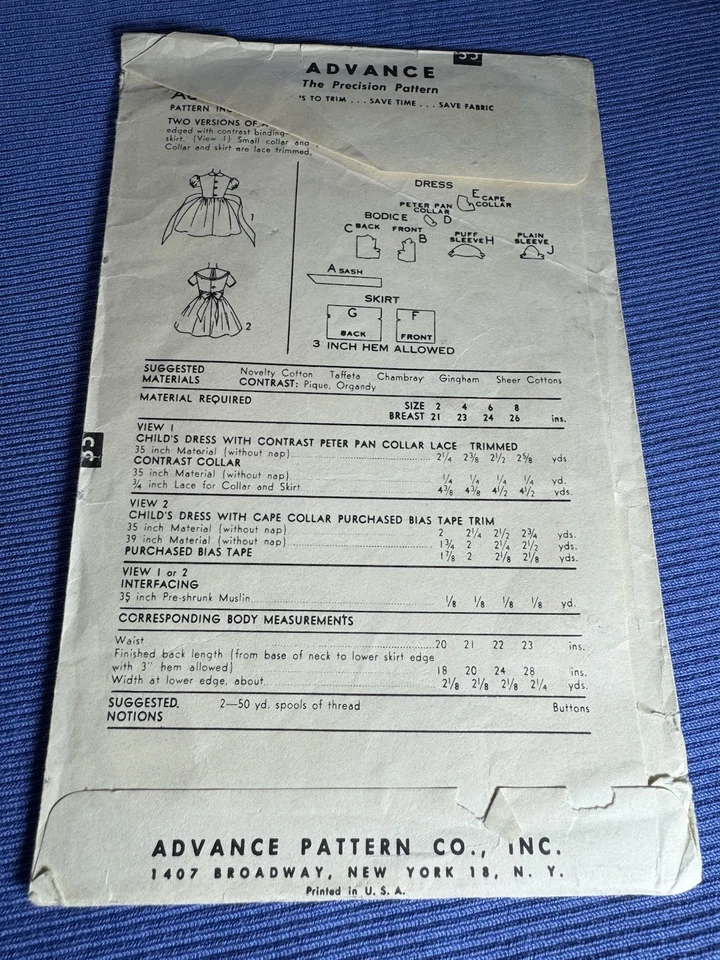 35
ADVANCE
The Precision Pattern
'S TO TRIM . . . SAVE TIME . . . SAVE FABRIC
PATTERN INC
TWO VERSIONS OF A
edged with contrast binding
skirt. (View 1) Small collar and
Collar and skirt are lace trimmed.
1
2
DRESS
E CAPE
COLLAR
PETER PAN
COLLAR D
BODICE
C BACK FRONT B
PUFF
SLEEVE H
PLAIN
SLEEVE J
A SASH
SKIRT
G F
BACK FRONT
3 INCH HEM ALLOWED
SUGGESTED MATERIALS Novelty Cotton Taffeta Chambray Gingham Sheer Cottons
CONTRAST: Pique, Organdy
MATERIAL REQUIRED SIZE 2 4 6 8
BREAST 21 23 24 26 ins.
35
VIEW 1
CHILD'S DRESS WITH CONTRAST PETER PAN COLLAR LACE TRIMMED
35 inch Material (without nap) 2¼ 2⅜ 2½ 2⅝ yds.
CONTRAST COLLAR
35 inch Material (without nap) ¼ ¼ ¼ ¼ yd.
¾ inch Lace for Collar and Skirt 4⅜ 4⅜ 4½ 4½ yds.
VIEW 2
CHILD'S DRESS WITH CAPE COLLAR PURCHASED BIAS TAPE TRIM
35 inch Material (without nap) 2 2¼ 2½ 2¾ yds.
39 inch Material (without nap) 1¾ 2 2¼ 2½ yds.
PURCHASED BIAS TAPE 1⅞ 2 2⅛ 2⅛ yds.
VIEW 1 or 2
INTERFACING
35 inch Pre-shrunk Muslin ⅛ ⅛ ⅛ ⅛ yd.
CORRESPONDING BODY MEASUREMENTS
Waist 20 21 22 23 ins.
Finished back length (from base of neck to lower skirt edge
with 3" hem allowed) 18 20 24 28 ins.
Width at lower edge, about 2⅛ 2⅛ 2⅛ 2¼ yds.
SUGGESTED. NOTIONS 2—50 yd. spools of thread Buttons
ADVANCE PATTERN CO., INC.
1407 BROADWAY, NEW YORK 18, N. Y.
Printed in U. S. A.